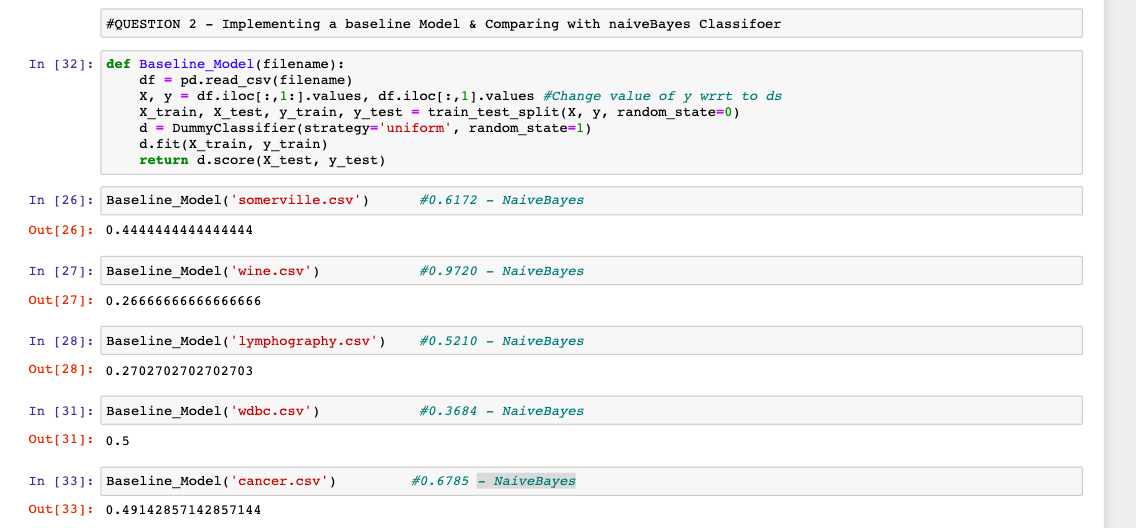 #QUESTION 2 - Implementing a baseline Model & Comparing with naiveBayes Classifoer
In [32]: def Baseline_Model(filename):
df = pd.read_csv(filename)
X, y = df.iloc[:,1:].values, df.iloc[:,1].values #Change value of y wrrt to ds
X_train, X_test, y_train, y_test = train_test_split(X, y, random_state=0)
d = DummyClassifier(strategy='uniform', random_state=1)
d.fit(X_train, y_train)
return d.score(X_test, y_test)
In [26]: Baseline_Model('somerville.csv') #0.6172 - NaiveBayes
Out[26]: 0.4444444444444444
In [27]: Baseline_Model('wine.csv') #0.9720 - NaiveBayes
Out[27]: 0.26666666666666666
In [28]: Baseline_Model('lymphography.csv') #0.5210 - NaiveBayes
Out[28]: 0.2702702702702703
In [31]: Baseline_Model('wdbc.csv') #0.3684 - NaiveBayes
Out[31]: 0.5
In [33]: Baseline_Model('cancer.csv') #0.6785 - NaiveBayes
Out[33]: 0.49142857142857144